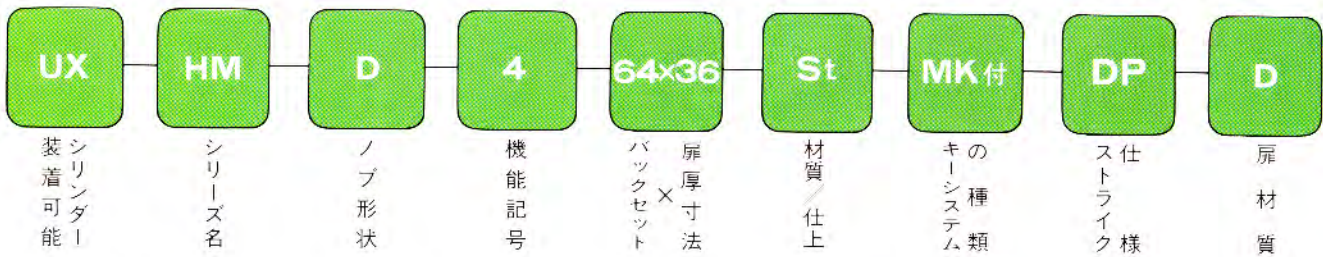 UX
HM
D
4
64×36
St
MK付
DP
D
シリンダー
装着可能
シリーズ名
ノブ形状
機能記号
バックセット
×
扉厚寸法
材質／仕上
キーシステム
の種類
ストライク
仕様
扉材質